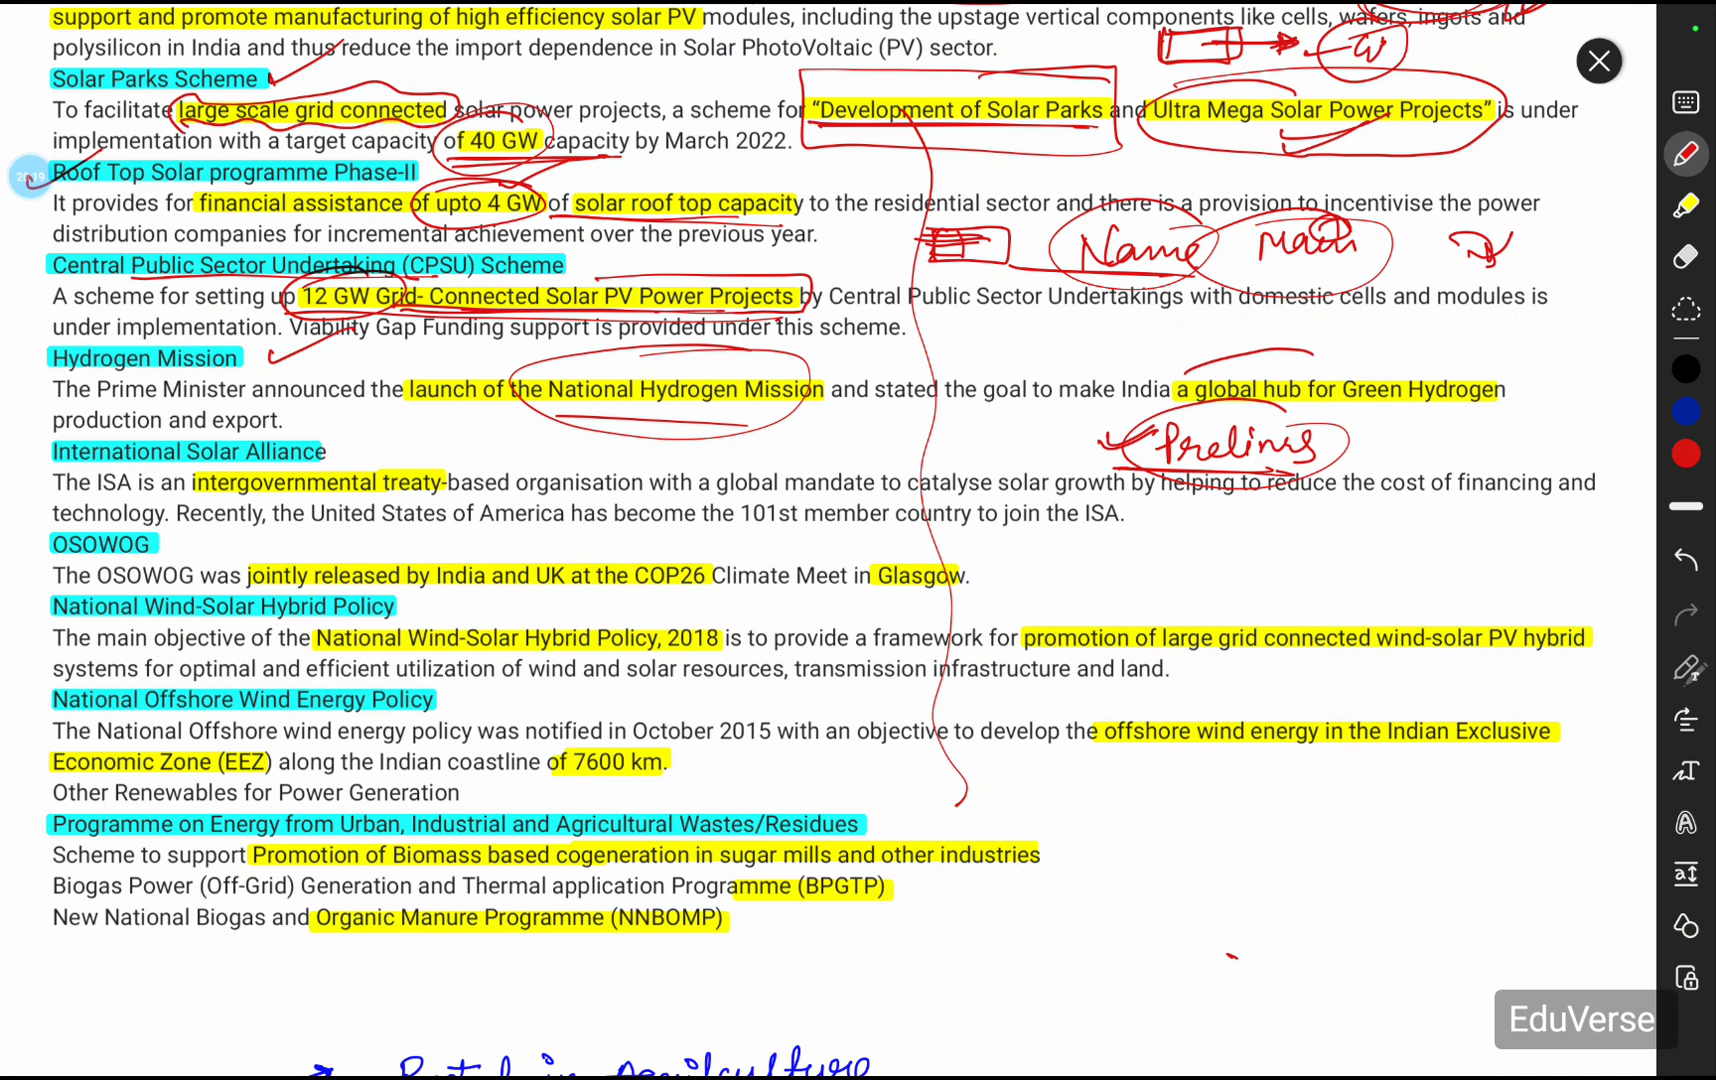 support and promote manufacturing of high efficiency solar PV modules, including the upstage vertical components like cells, wafers, ingots and
polysilicon in India and thus reduce the import dependence in Solar PhotoVoltaic (PV) sector.
W
Solar Parks Scheme
To facilitate large scale grid connected solar power projects, a scheme for “Development of Solar Parks and Ultra Mega Solar Power Projects” is under
implementation with a target capacity of 40 GW capacity by March 2022.
20:19
Roof Top Solar programme Phase-II
It provides for financial assistance of upto 4 GW of solar roof top capacity to the residential sector and there is a provision to incentivise the power
distribution companies for incremental achievement over the previous year.
Name Main
Central Public Sector Undertaking (CPSU) Scheme
A scheme for setting up 12 GW Grid- Connected Solar PV Power Projects by Central Public Sector Undertakings with domestic cells and modules is
under implementation. Viability Gap Funding support is provided under this scheme.
Hydrogen Mission
The Prime Minister announced the launch of the National Hydrogen Mission and stated the goal to make India a global hub for Green Hydrogen
production and export.
Prelims
International Solar Alliance
The ISA is an intergovernmental treaty-based organisation with a global mandate to catalyse solar growth by helping to reduce the cost of financing and
technology. Recently, the United States of America has become the 101st member country to join the ISA.
OSOWOG
The OSOWOG was jointly released by India and UK at the COP26 Climate Meet in Glasgow.
National Wind-Solar Hybrid Policy
The main objective of the National Wind-Solar Hybrid Policy, 2018 is to provide a framework for promotion of large grid connected wind-solar PV hybrid
systems for optimal and efficient utilization of wind and solar resources, transmission infrastructure and land.
National Offshore Wind Energy Policy
The National Offshore wind energy policy was notified in October 2015 with an objective to develop the offshore wind energy in the Indian Exclusive
Economic Zone (EEZ) along the Indian coastline of 7600 km.
Other Renewables for Power Generation
Programme on Energy from Urban, Industrial and Agricultural Wastes/Residues
Scheme to support Promotion of Biomass based cogeneration in sugar mills and other industries
Biogas Power (Off-Grid) Generation and Thermal application Programme (BPGTP)
New National Biogas and Organic Manure Programme (NNBOMP)
EduVerse
in Agriculture